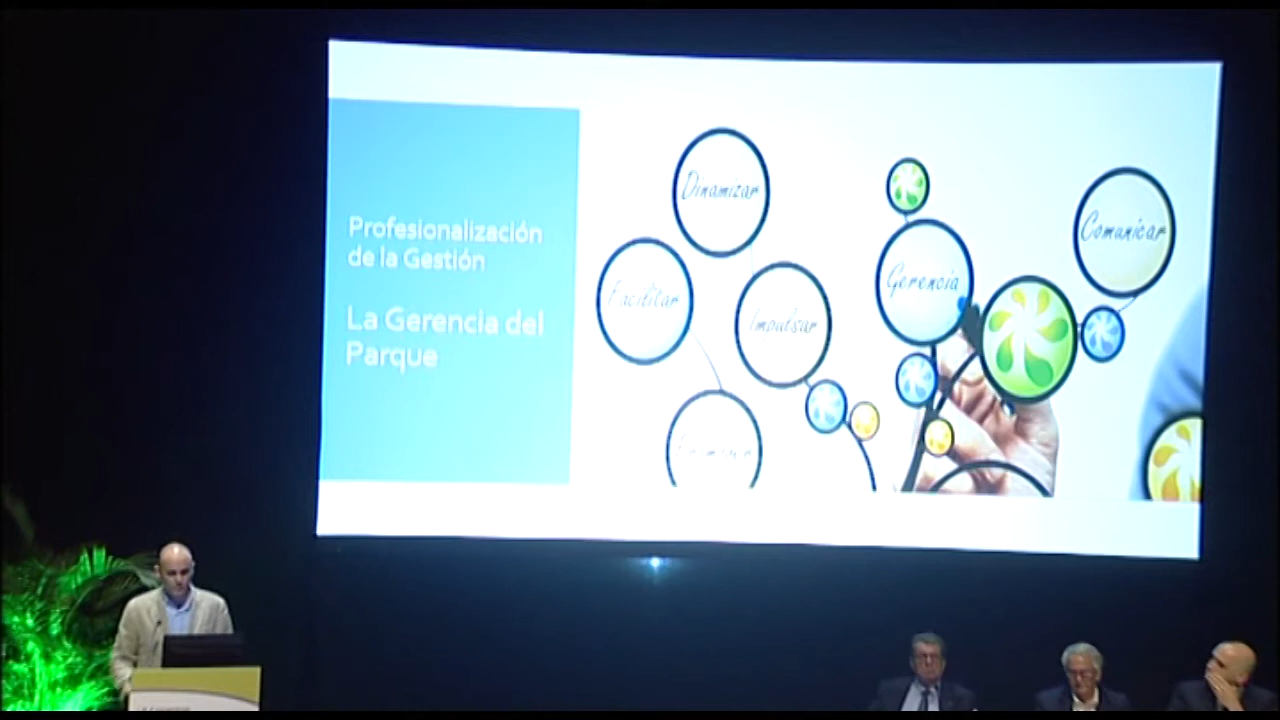 Profesionalización
de la Gestión
La Gerencia del
Parque
Dinamizar
Facilitar
Impulsar
Gerencia
Comunicar